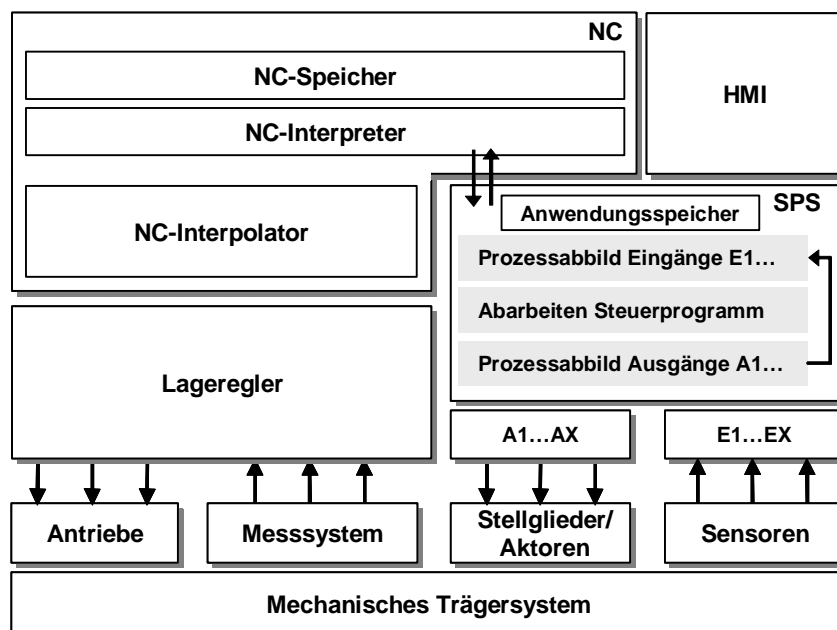 NC
NC-Speicher
NC-Interpreter
NC-Interpolator
HMI
SPS
Anwendungsspeicher
Prozessabbild Eingänge E1…
Abarbeiten Steuerprogramm
Prozessabbild Ausgänge A1…
Lageregler
A1…AX
E1…EX
Antriebe
Messsystem
Stellglieder/
Aktoren
Sensoren
Mechanisches Trägersystem